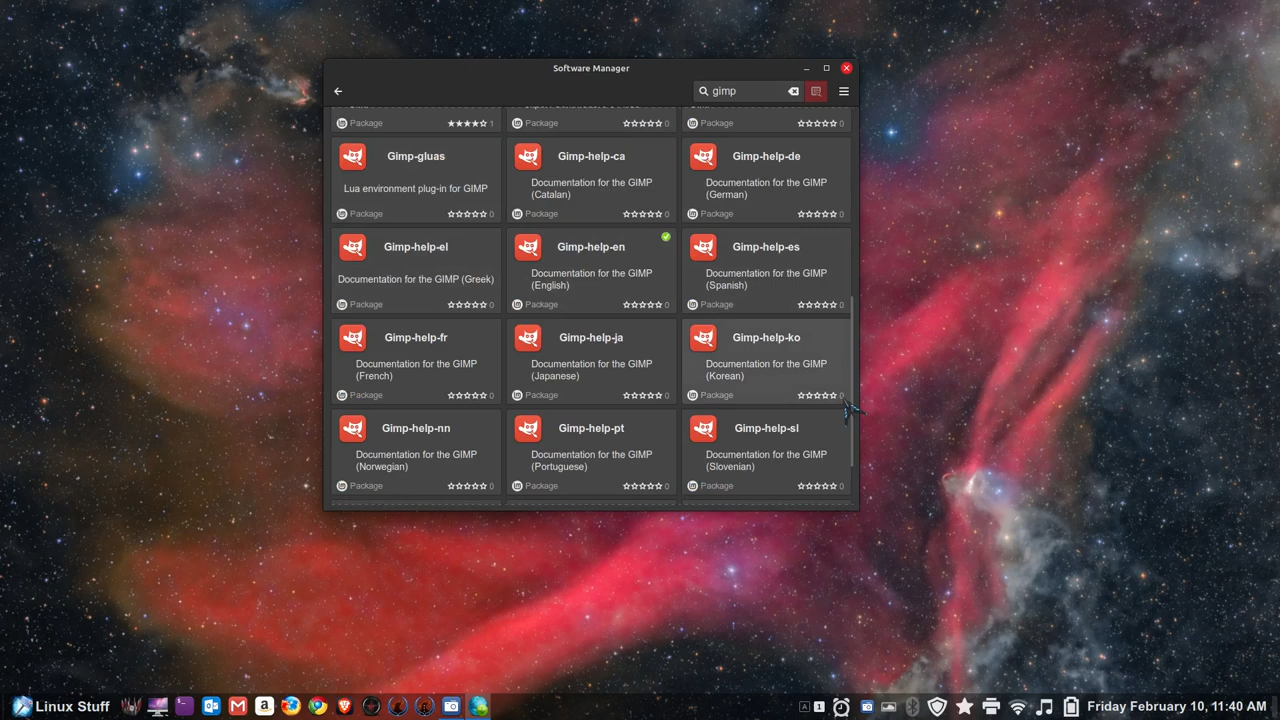 Software Manager
gimp
Package 1
Package 0
Package 0
Gimp-gluas
Lua environment plug-in for GIMP
Package 0
Gimp-help-ca
Documentation for the GIMP
(Catalan)
Package 0
Gimp-help-de
Documentation for the GIMP
(German)
Package 0
Gimp-help-el
Documentation for the GIMP (Greek)
Package 0
Gimp-help-en
Documentation for the GIMP
(English)
Package 0
Gimp-help-es
Documentation for the GIMP
(Spanish)
Package 0
Gimp-help-fr
Documentation for the GIMP
(French)
Package 0
Gimp-help-ja
Documentation for the GIMP
(Japanese)
Package 0
Gimp-help-ko
Documentation for the GIMP
(Korean)
Package 0
Gimp-help-nn
Documentation for the GIMP
(Norwegian)
Package 0
Gimp-help-pt
Documentation for the GIMP
(Portuguese)
Package 0
Gimp-help-sl
Documentation for the GIMP
(Slovenian)
Package 0
Linux Stuff
A 1
Friday February 10, 11:40 AM